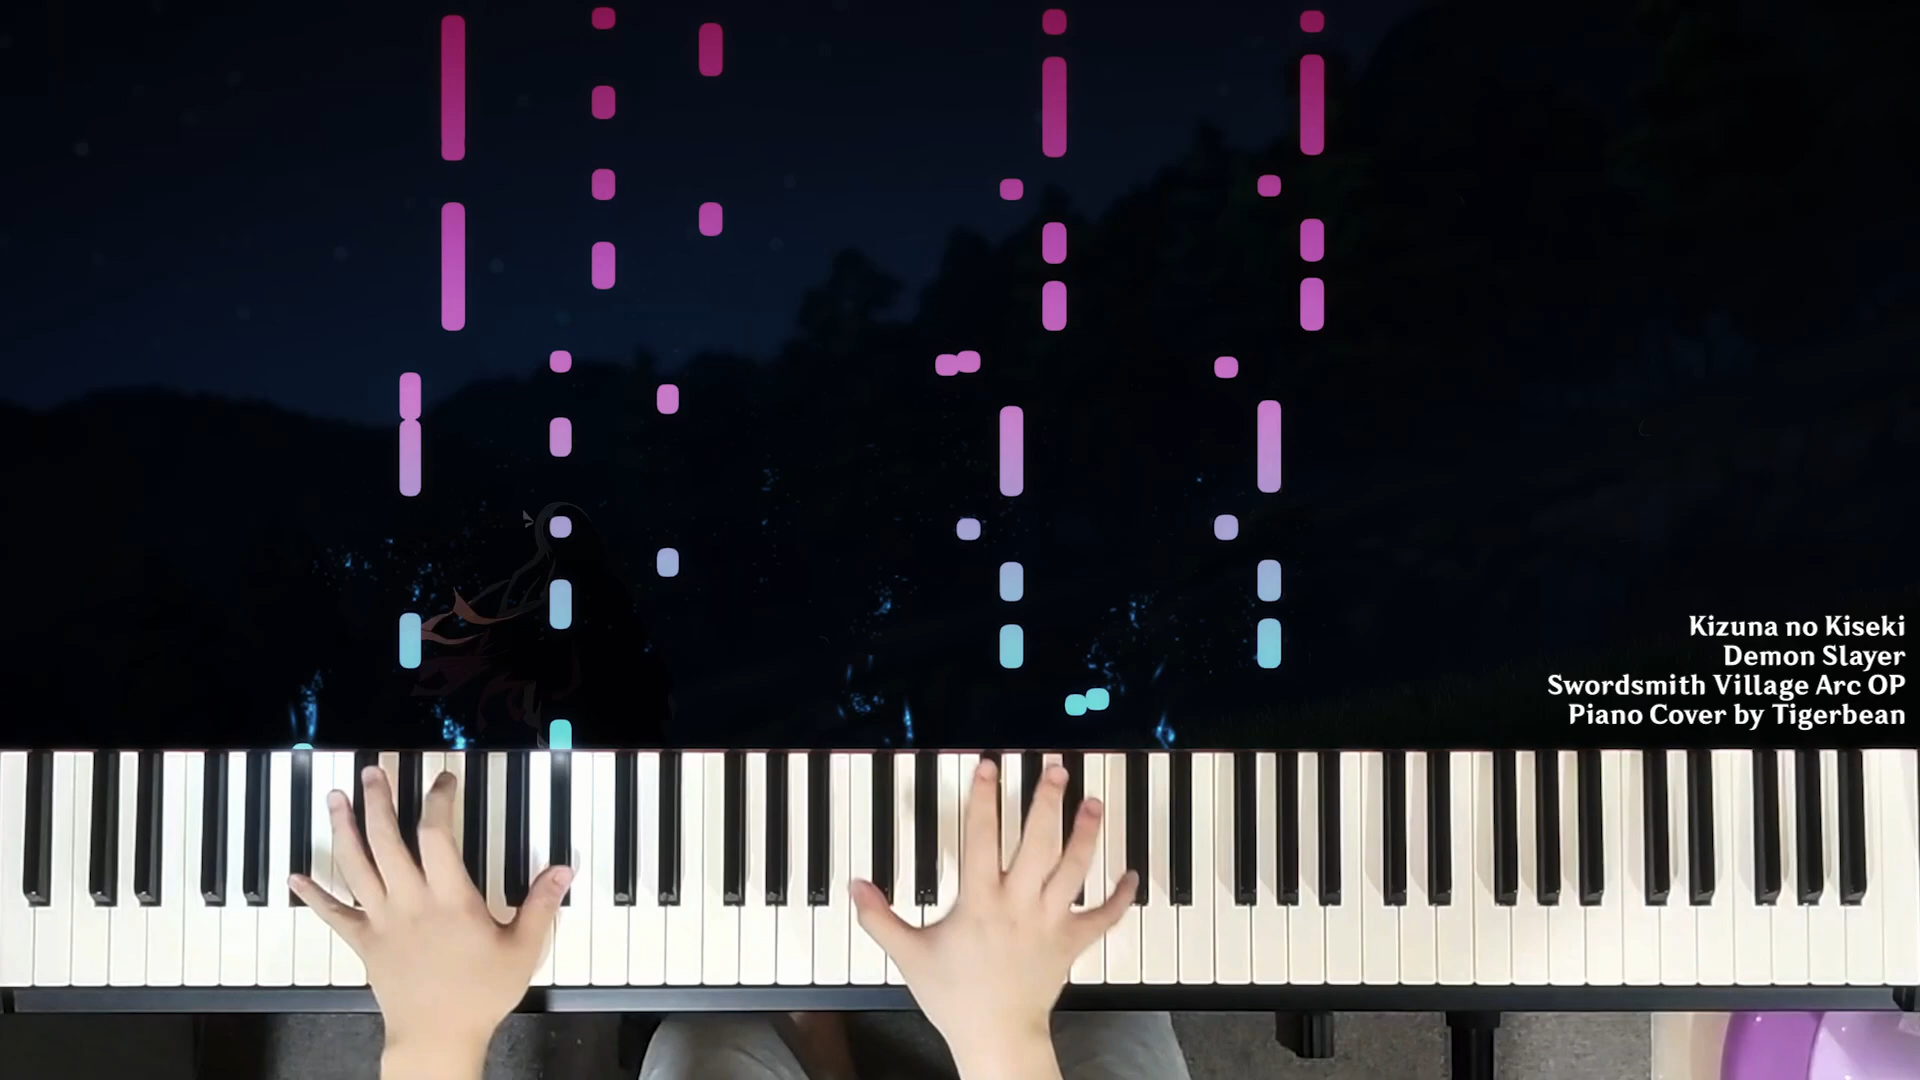 Kizuna no Kiseki
Demon Slayer
Swordsmith Village Arc OP
Piano Cover by Tigerbean